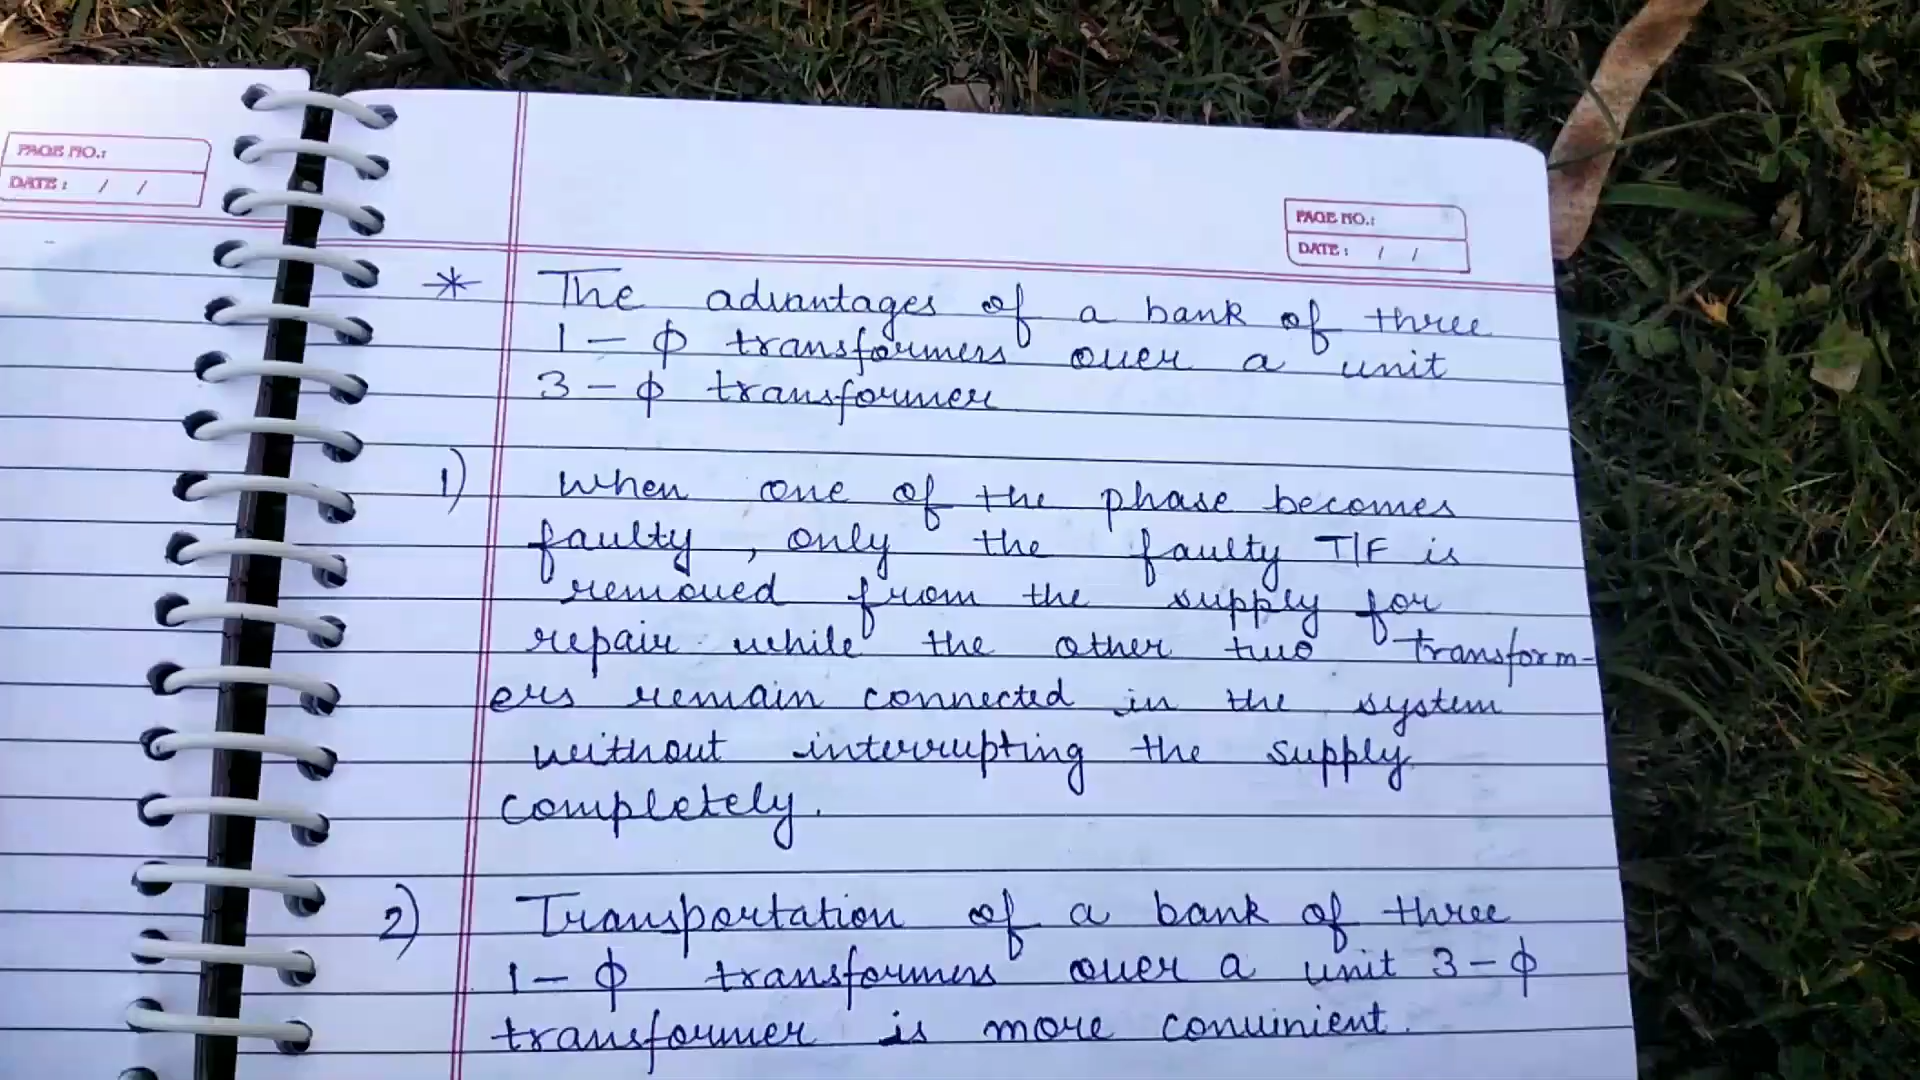 PAGE NO.:
DATE: / /
PAGE NO.:
DATE: / /
* The advantages of a bank of three
1-ϕ transformers over a unit
3-ϕ transformer
1) When one of the phase becomes
faulty, only the faulty T/F is
removed from the supply for
repair while the other two transform-
ers remain connected in the system
without interrupting the supply
completely.
2) Transportation of a bank of three
1-ϕ transformers over a unit 3-ϕ
transformer is more convinient.